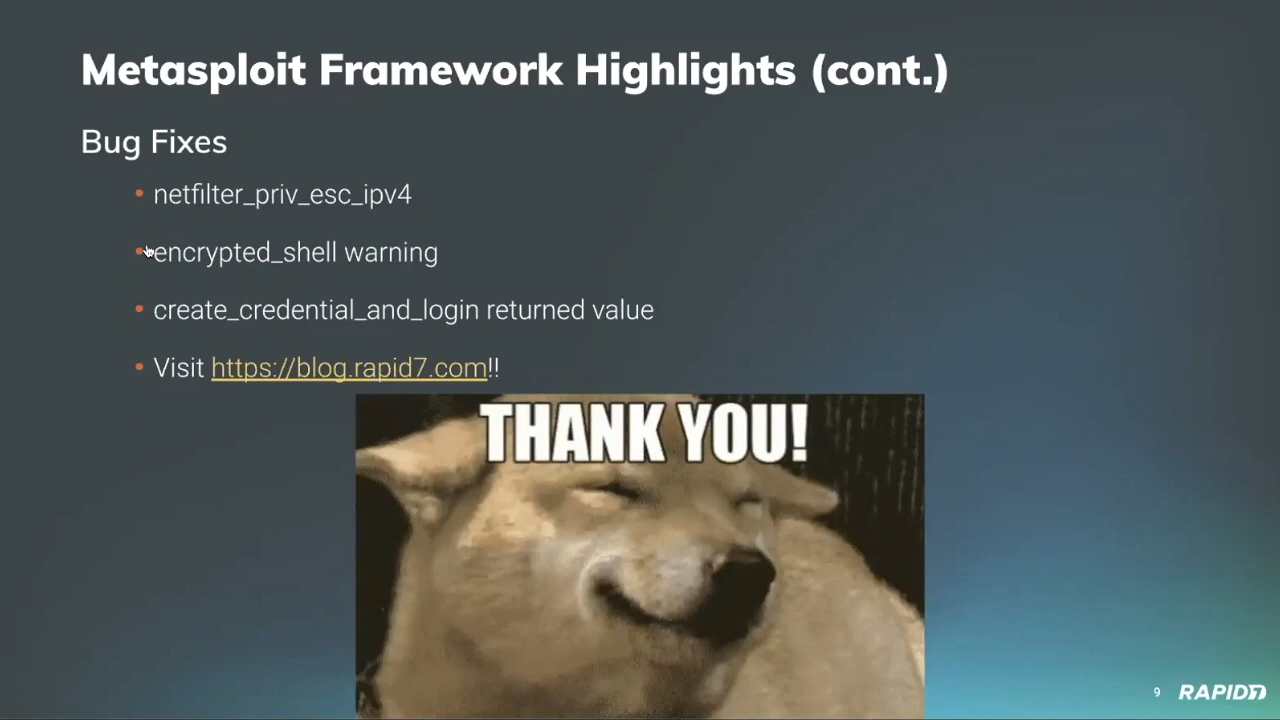 Metasploit Framework Highlights (cont.)
Bug Fixes
• netfilter_priv_esc_ipv4
• encrypted_shell warning
• create_credential_and_login returned value
• Visit https://blog.rapid7.com!!
THANK YOU!
9 RAPID7